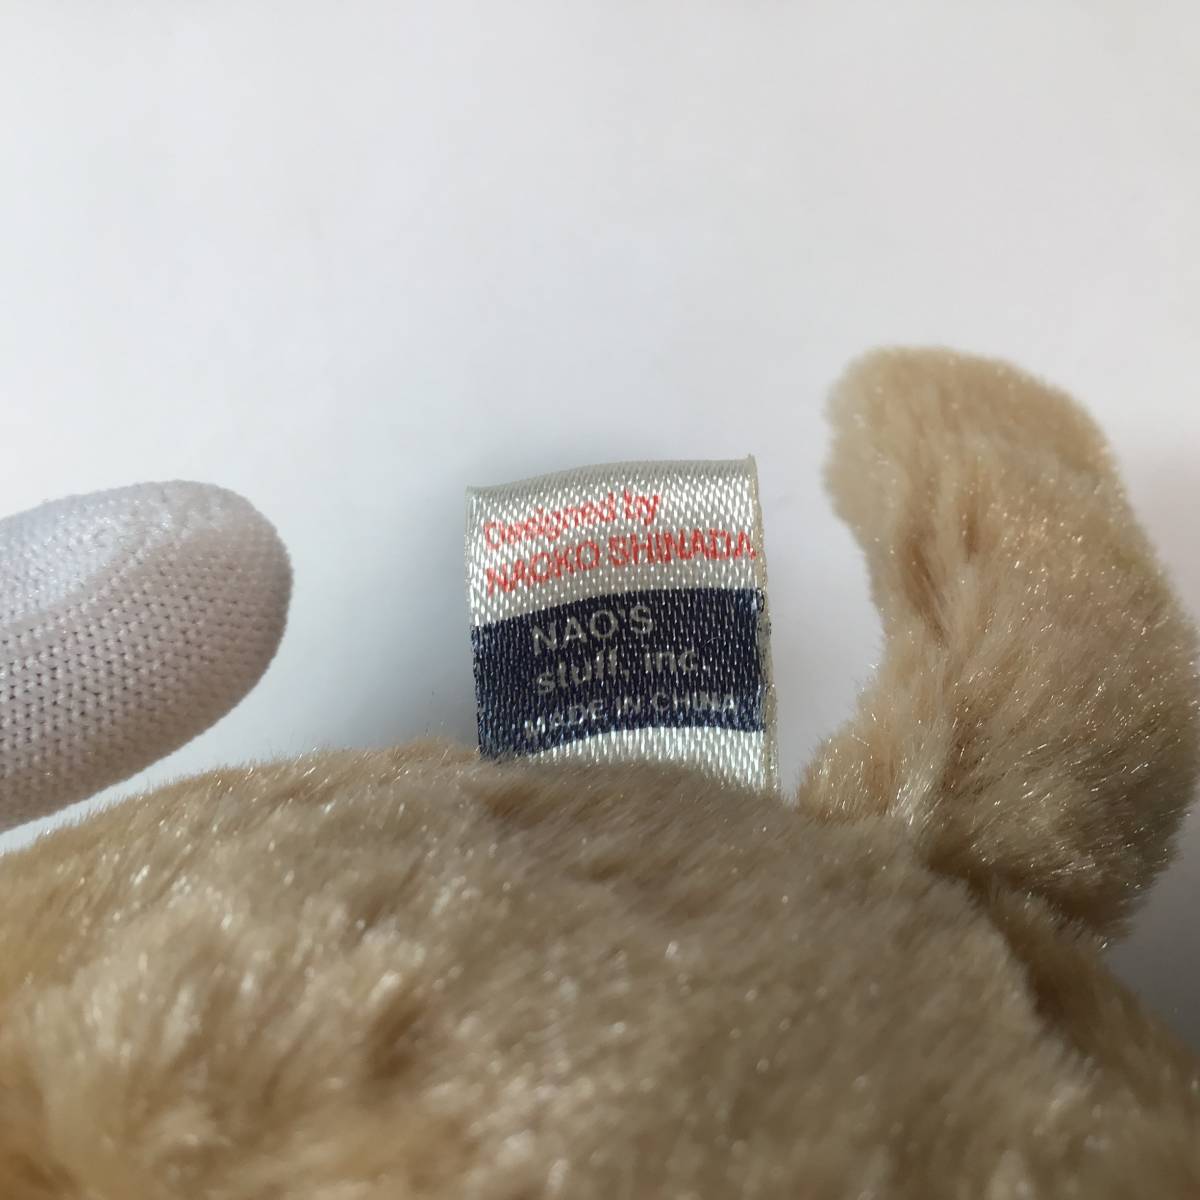 Designed by
NAOKO SHINADA
NAO'S
stuff, inc.
MADE IN CHINA